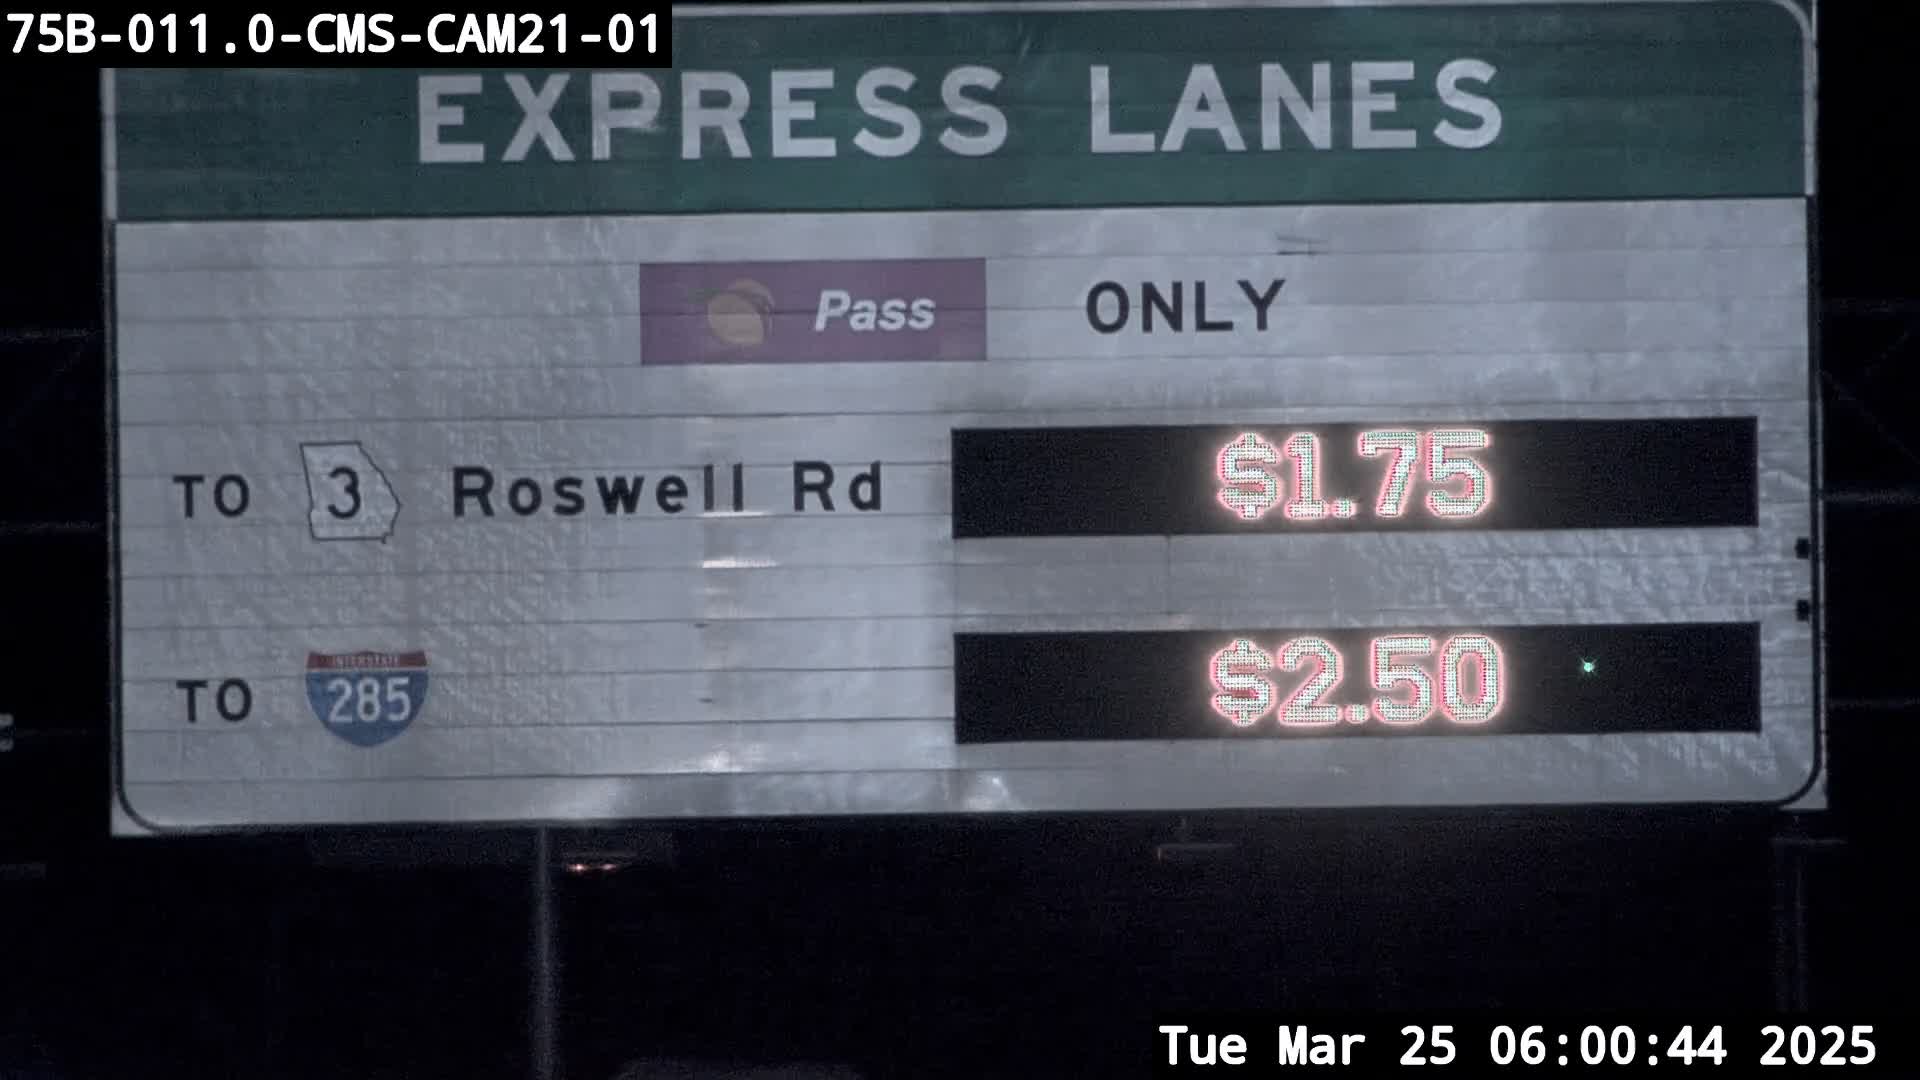 75B-011.0-CMS-CAM21-01
EXPRESS LANES
Pass ONLY
TO 3 Roswell Rd $1.75
INTERSTATE
TO 285 $2.50
Tue Mar 25 06:00:44 2025